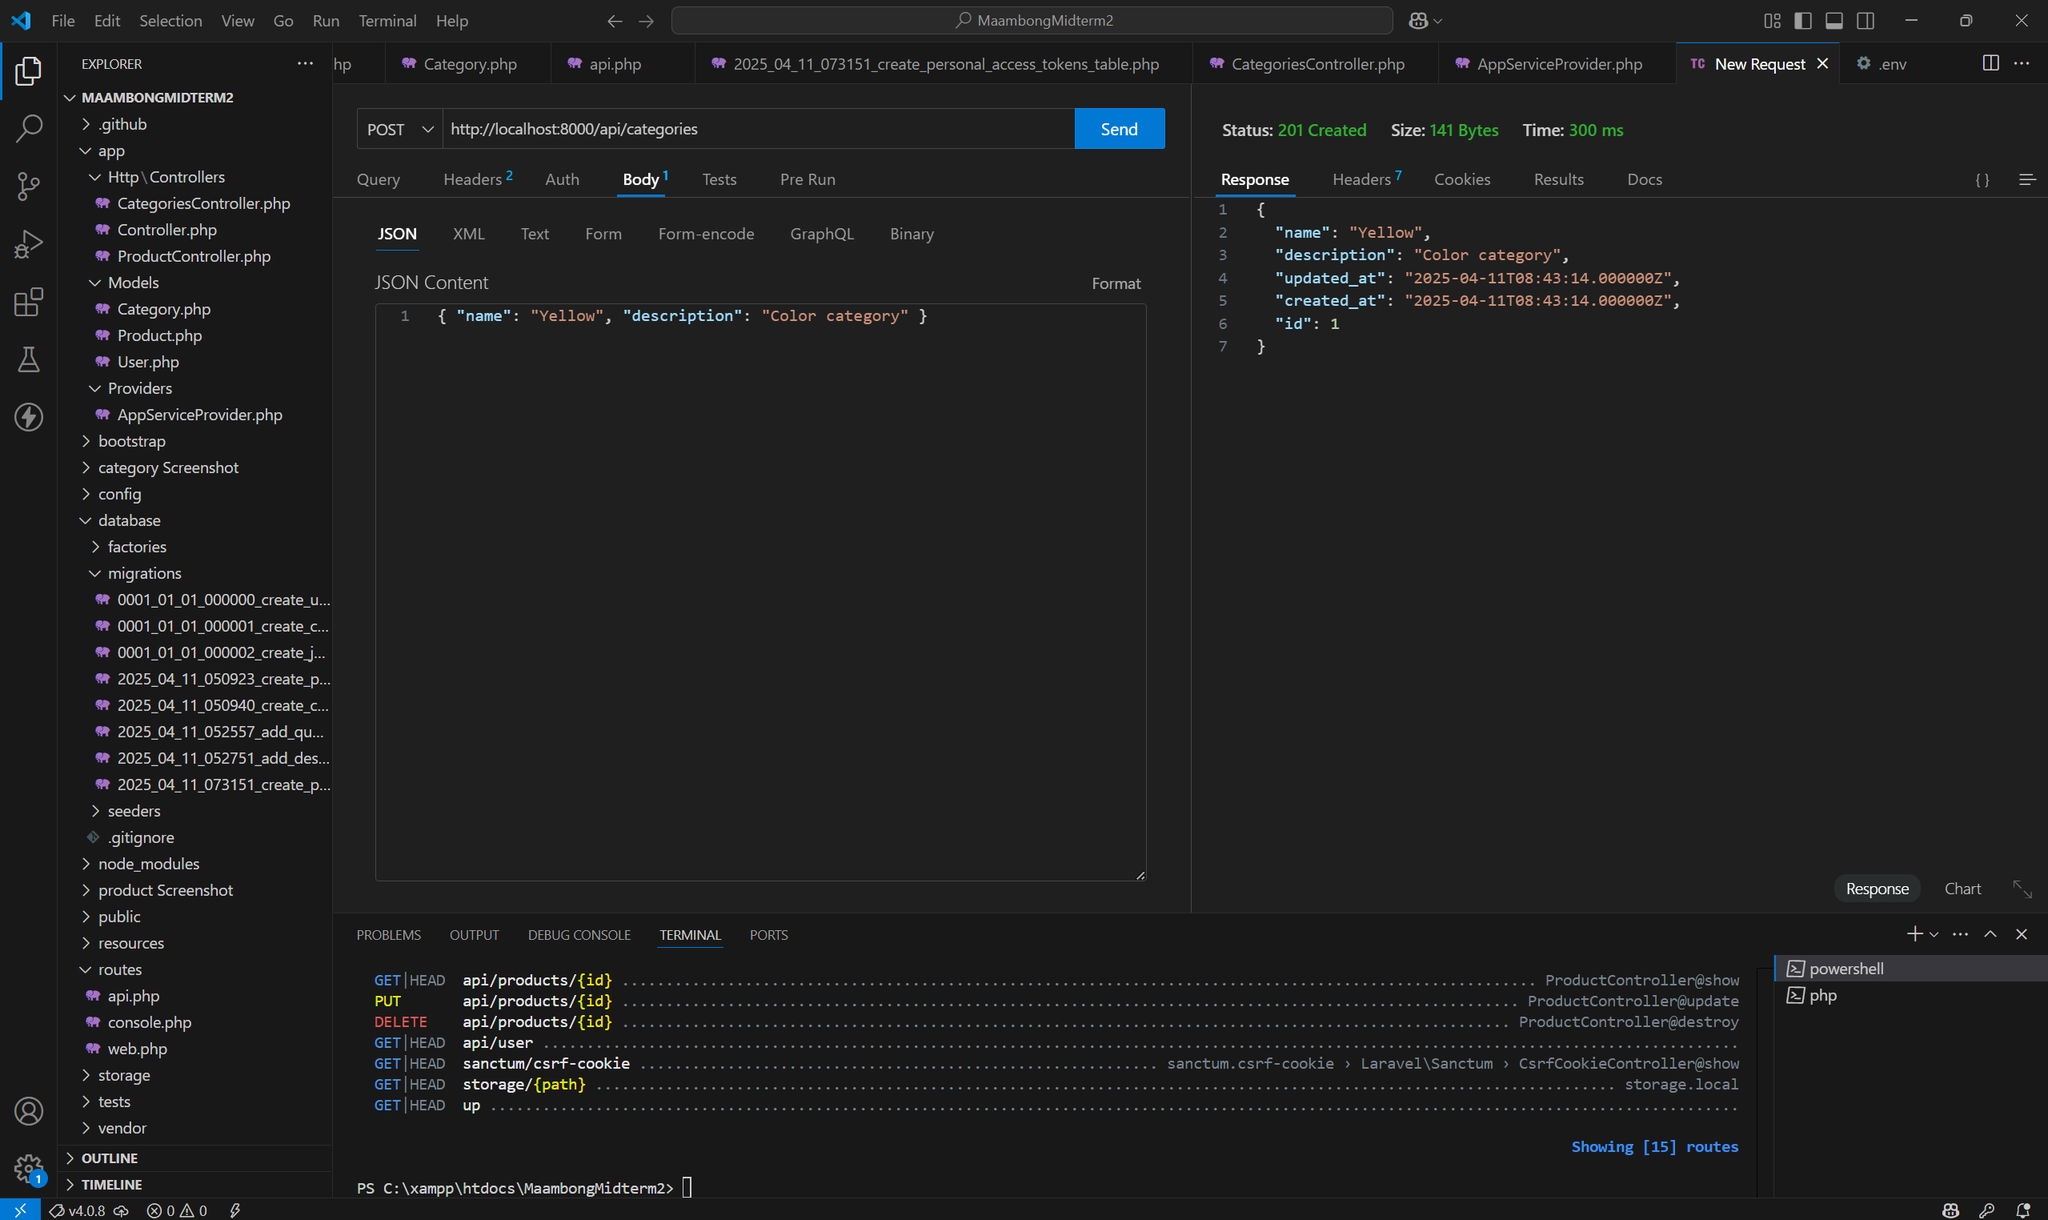 File Edit Selection View Go Run Terminal Help
MaambongMidterm2
EXPLORER
MAAMBONGMIDTERM2
.github
app
Http\Controllers
CategoriesController.php
Controller.php
ProductController.php
Models
Category.php
Product.php
User.php
Providers
AppServiceProvider.php
bootstrap
category Screenshot
config
database
factories
migrations
0001_01_01_000000_create_u...
0001_01_01_000001_create_c...
0001_01_01_000002_create_j...
2025_04_11_050923_create_p...
2025_04_11_050940_create_c...
2025_04_11_052557_add_qu...
2025_04_11_052751_add_des...
2025_04_11_073151_create_p...
seeders
.gitignore
node_modules
product Screenshot
public
resources
routes
api.php
console.php
web.php
storage
tests
vendor
OUTLINE
TIMELINE
hp Category.php api.php 2025_04_11_073151_create_personal_access_tokens_table.php CategoriesController.php AppServiceProvider.php TC New Request .env
POST http://localhost:8000/api/categories Send
Query Headers 2 Auth Body 1 Tests Pre Run
JSON XML Text Form Form-encode GraphQL Binary
JSON Content Format
1 { "name": "Yellow", "description": "Color category" }
Status: 201 Created Size: 141 Bytes Time: 300 ms
Response Headers 7 Cookies Results Docs { }
1 {
2 "name": "Yellow",
3 "description": "Color category",
4 "updated_at": "2025-04-11T08:43:14.000000Z",
5 "created_at": "2025-04-11T08:43:14.000000Z",
6 "id": 1
7 }
Response Chart
PROBLEMS OUTPUT DEBUG CONSOLE TERMINAL PORTS
GET|HEAD api/products/{id} ........ ProductController@show
PUT api/products/{id} ........ ProductController@update
DELETE api/products/{id} ........ ProductController@destroy
GET|HEAD api/user ........
GET|HEAD sanctum/csrf-cookie ........ sanctum.csrf-cookie › Laravel\Sanctum › CsrfCookieController@show
GET|HEAD storage/{path} ........ storage.local
GET|HEAD up ........
Showing [15] routes
PS C:\xampp\htdocs\MaambongMidterm2>
powershell
php
1
v4.0.8 0 0